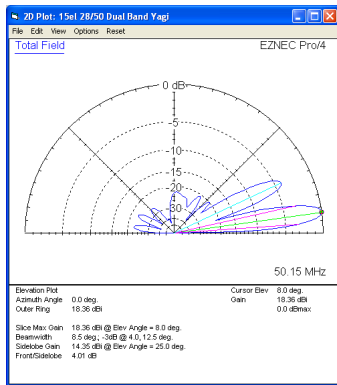 2D Plot: 15el 28/50 Dual Band Yagi
File Edit View Options Reset
Total Field
EZNEC Pro/4
0 dB
-5
-10
-15
-20
-30
50.15 MHz
Elevation Plot
Azimuth Angle 0.0 deg.
Outer Ring 18.36 dBi
Cursor Elev 8.0 deg.
Gain 18.36 dBi
0.0 dBmax
Slice Max Gain 18.36 dBi @ Elev Angle = 8.0 deg.
Beamwidth 8.5 deg.; -3dB @ 4.0, 12.5 deg.
Sidelobe Gain 14.35 dBi @ Elev Angle = 25.0 deg.
Front/Sidelobe 4.01 dB